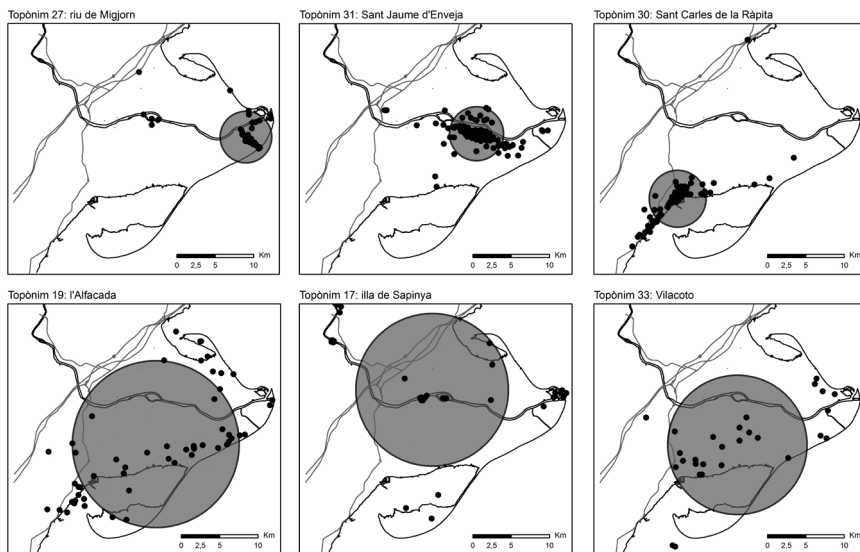 Topònim 27: riu de Migjorn
Topònim 31: Sant Jaume d'Enveja
Topònim 30: Sant Carles de la Ràpita
Km
0 2,5 5 10
Km
0 2,5 5 10
Km
0 2,5 5 10
Topònim 19: l'Alfacada
Topònim 17: illa de Sapinya
Topònim 33: Vilacoto
Km
0 2,5 5 10
Km
0 2,5 5 10
Km
0 2,5 5 10